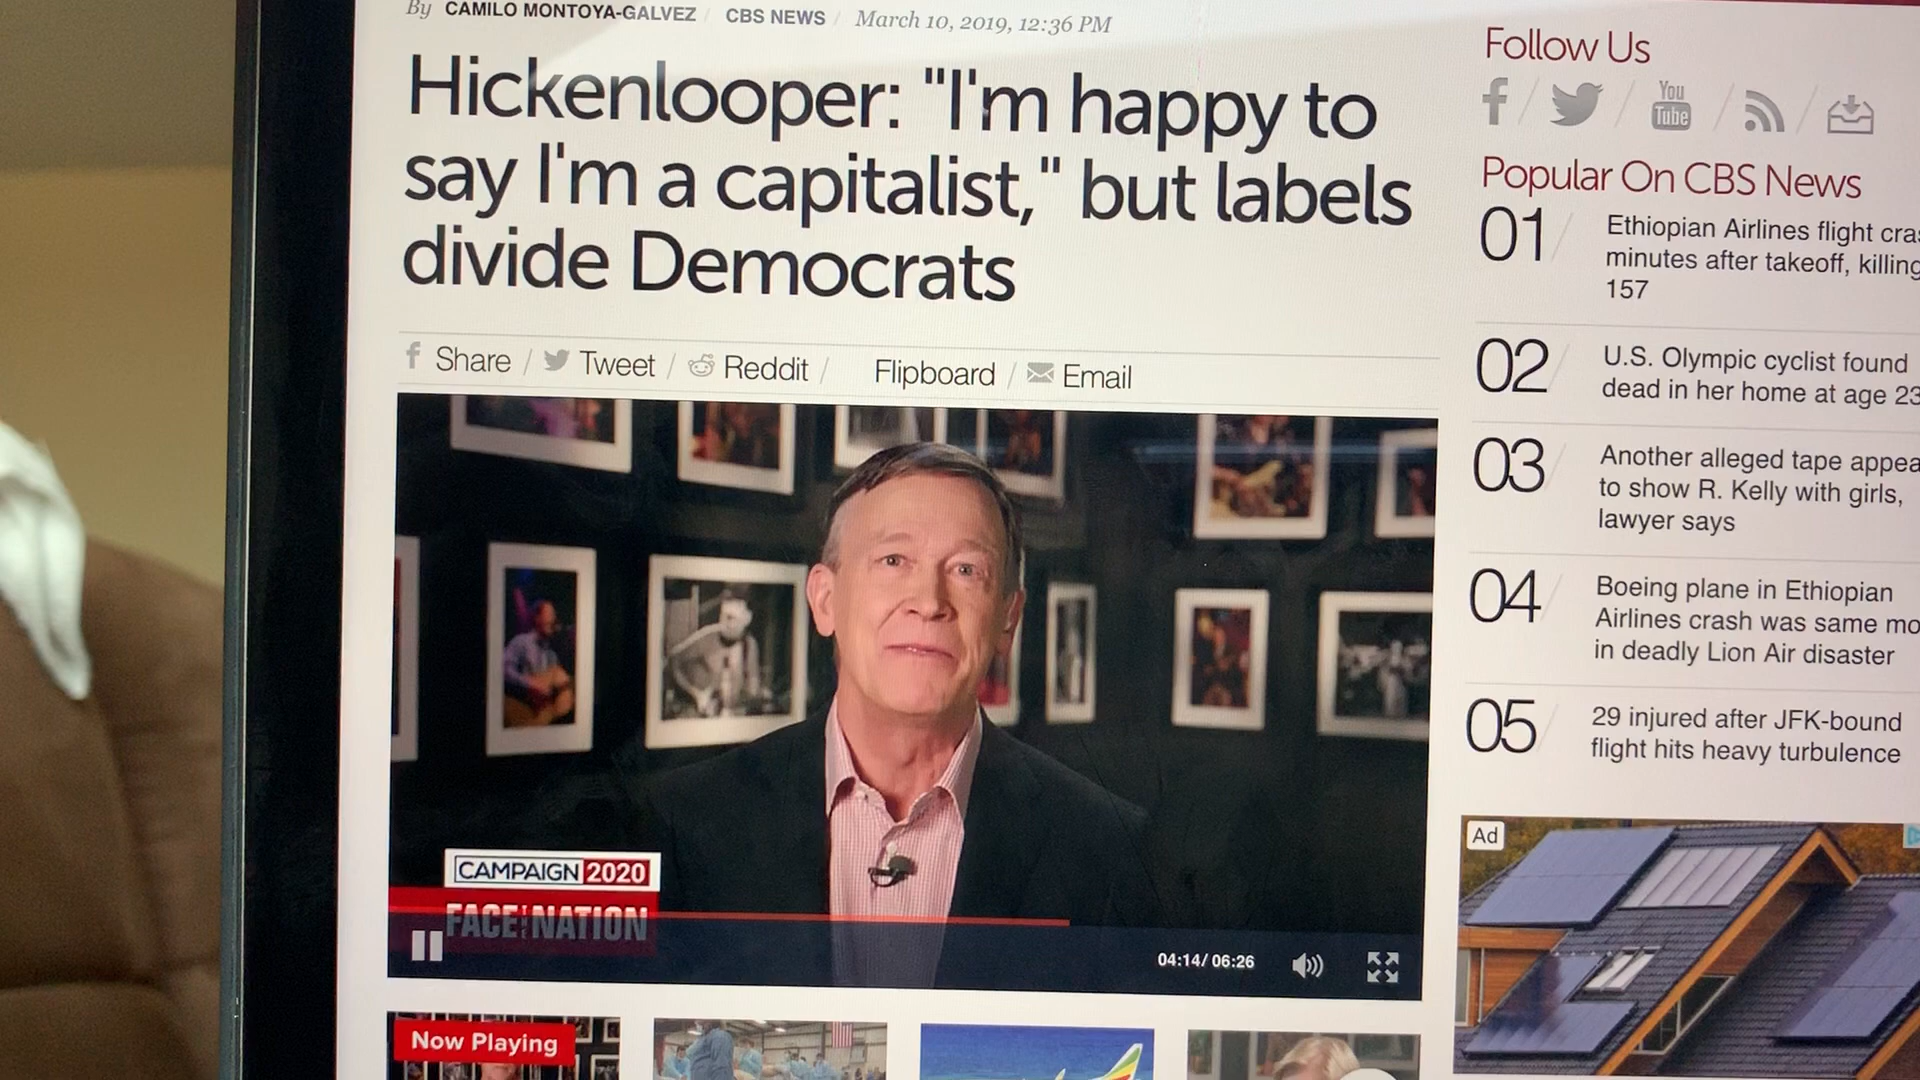 By CAMILO MONTOYA-GALVEZ / CBS NEWS / March 10, 2019, 12:36 PM
Hickenlooper: "I'm happy to
say I'm a capitalist," but labels
divide Democrats
Share / Tweet / Reddit / Flipboard / Email
CAMPAIGN 2020
FACE THE NATION
04:14/ 06:26
Now Playing
Follow Us
You
Tube
Popular On CBS News
01
Ethiopian Airlines flight
minutes after takeoff, killing
157
02
U.S. Olympic cyclist found
dead in her home at age 23
03
Another alleged tape
to show R. Kelly with girls,
lawyer says
04
Boeing plane in Ethiopian
Airlines crash was same
in deadly Lion Air disaster
05
29 injured after JFK-bound
flight hits heavy turbulence
Ad